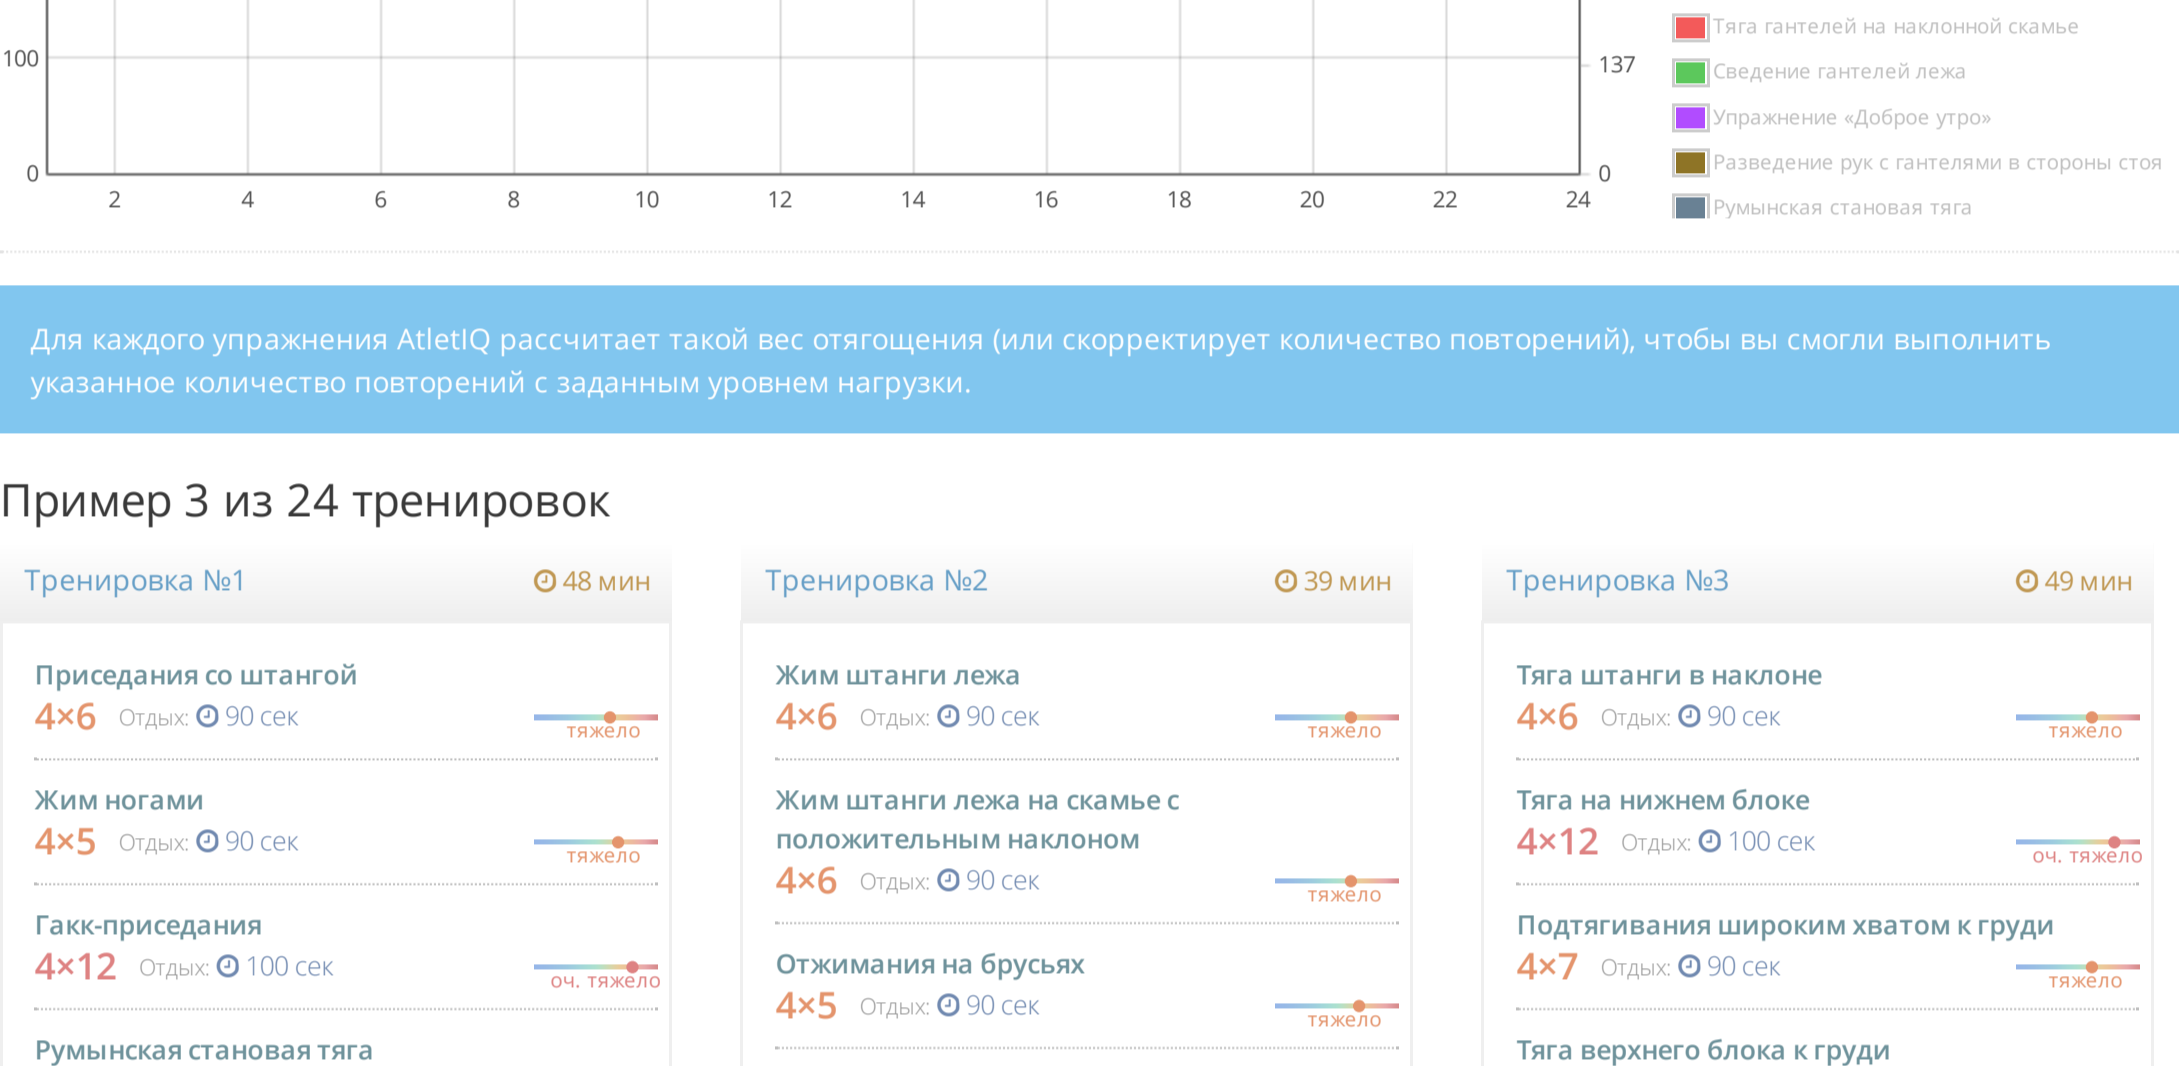 100
0
2 4 6 8 10 12 14 16 18 20 22 24
137
0
Тяга гантелей на наклонной скамье
Сведение гантелей лежа
Упражнение «Доброе утро»
Разведение рук с гантелями в стороны стоя
Румынская становая тяга
Для каждого упражнения AtletIQ рассчитает такой вес отягощения (или скорректирует количество повторений), чтобы вы смогли выполнить
указанное количество повторений с заданным уровнем нагрузки.
Пример 3 из 24 тренировок
Тренировка №1 48 мин
Приседания со штангой
4×6 Отдых: 90 сек
тяжело
Жим ногами
4×5 Отдых: 90 сек
тяжело
Гакк-приседания
4×12 Отдых: 100 сек
оч. тяжело
Румынская становая тяга
Тренировка №2 39 мин
Жим штанги лежа
4×6 Отдых: 90 сек
тяжело
Жим штанги лежа на скамье с
положительным наклоном
4×6 Отдых: 90 сек
тяжело
Отжимания на брусьях
4×5 Отдых: 90 сек
тяжело
Тренировка №3 49 мин
Тяга штанги в наклоне
4×6 Отдых: 90 сек
тяжело
Тяга на нижнем блоке
4×12 Отдых: 100 сек
оч. тяжело
Подтягивания широким хватом к груди
4×7 Отдых: 90 сек
тяжело
Тяга верхнего блока к груди